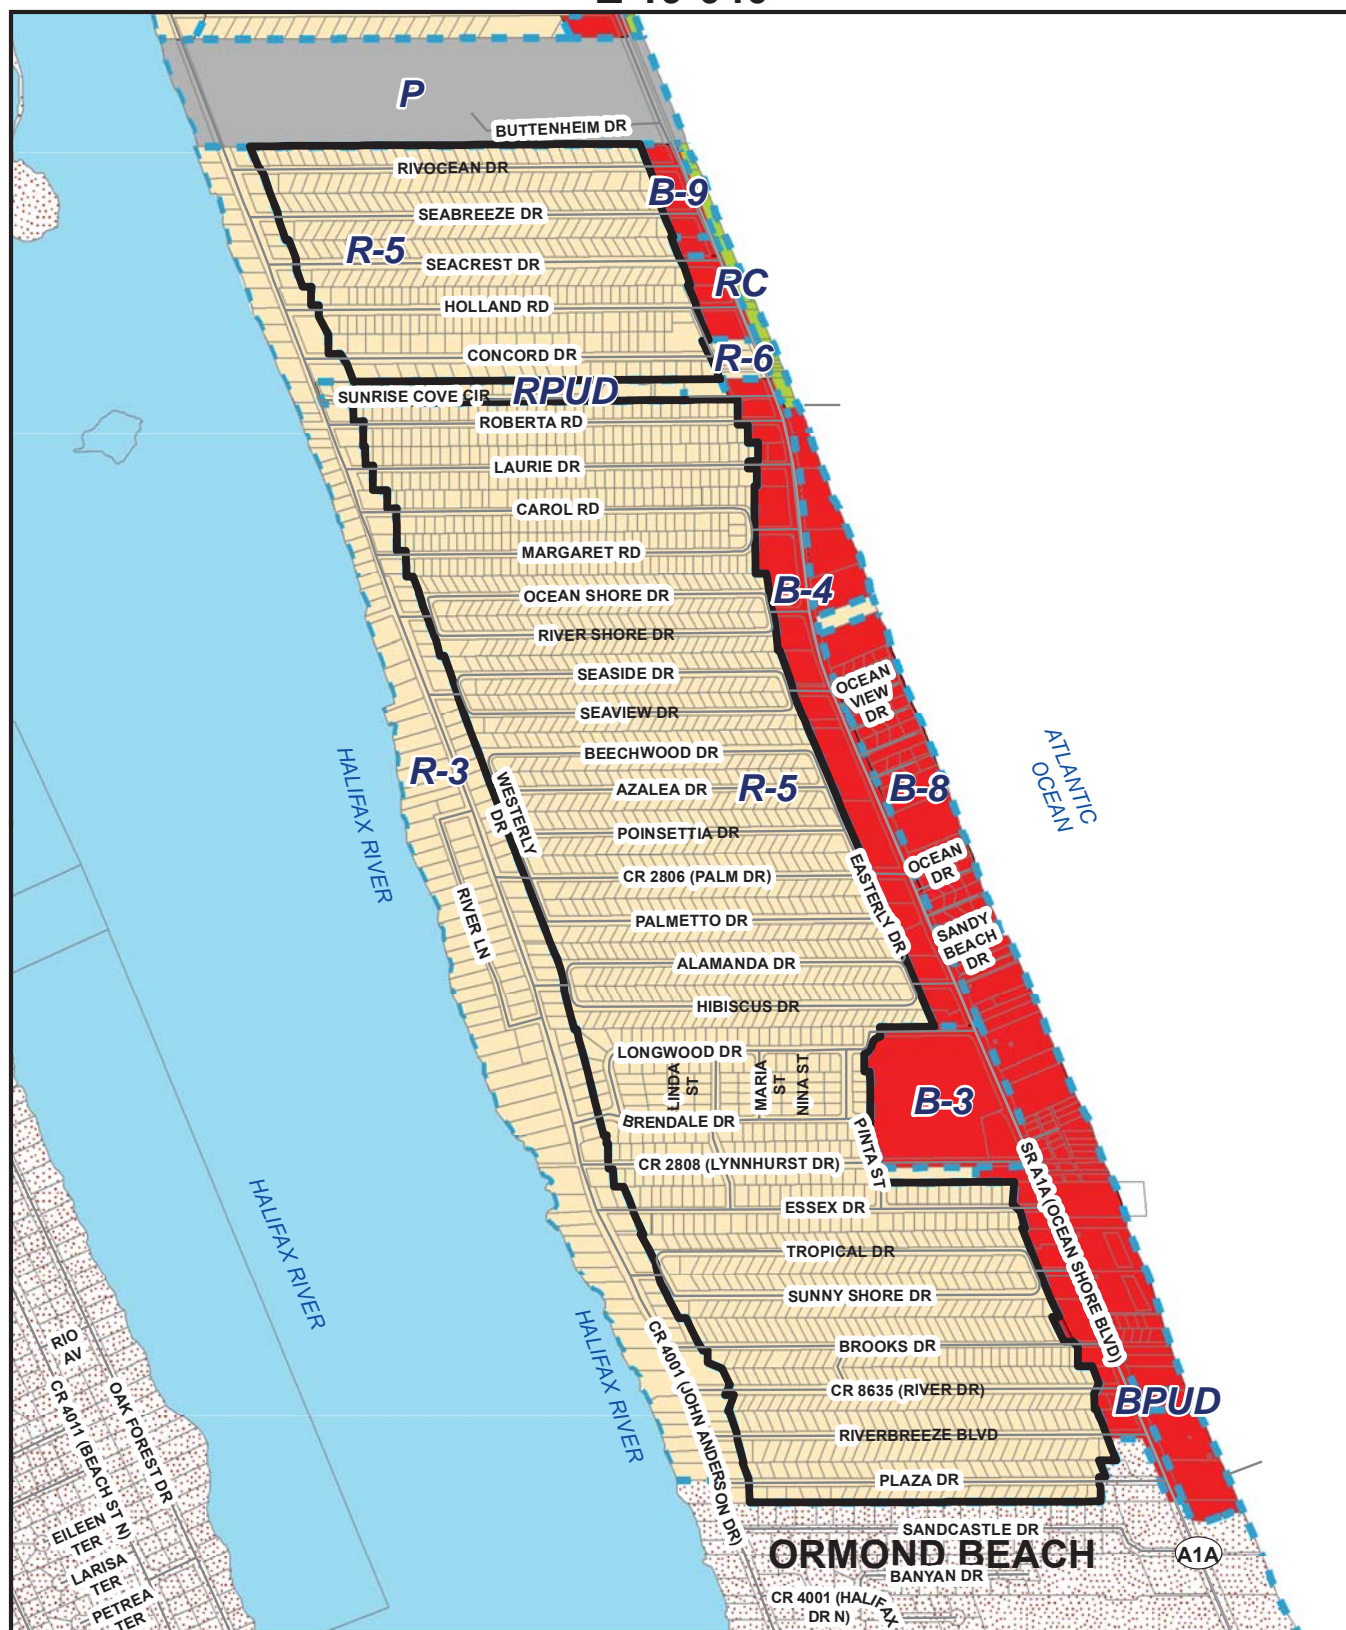 P
BUTTENHEIM DR
RIVOCEAN DR
B-9
SEABREEZE DR
R-5
SEACREST DR
RC
HOLLAND RD
CONCORD DR
R-6
SUNRISE COVE CIR
RPUD
ROBERTA RD
LAURIE DR
CAROL RD
MARGARET RD
B-4
OCEAN SHORE DR
RIVER SHORE DR
SEASIDE DR
OCEAN
VIEW
DR
SEAVIEW DR
BEECHWOOD DR
ATLANTIC
OCEAN
HALIFAX RIVER
R-3
WESTERLY
DR
AZALEA DR
R-5
B-8
POINSETTIA DR
OCEAN
DR
EASTERLY DR
CR 2806 (PALM DR)
RIVER LN
PALMETTO DR
SANDY
BEACH
DR
ALAMANDA DR
HIBISCUS DR
LONGWOOD DR
LINDA
ST
MARIA
ST
NINA ST
B-3
BRENDALE DR
PINTA ST
CR 2808 (LYNNHURST DR)
SR A1A (OCEAN SHORE BLVD)
ESSEX DR
HALIFAX RIVER
TROPICAL DR
SUNNY SHORE DR
HALIFAX RIVER
CR 4001 (JOHN ANDERSON DR)
BROOKS DR
RIO
AV
CR 8635 (RIVER DR)
BPUD
CR 4011 (BEACH ST N)
OAK FOREST DR
RIVERBREEZE BLVD
PLAZA DR
EILEEN
TER
SANDCASTLE DR
ORMOND BEACH
A1A
LARISA
TER
BANYAN DR
PETREA
TER
CR 4001 (HALIFAX
DR N)